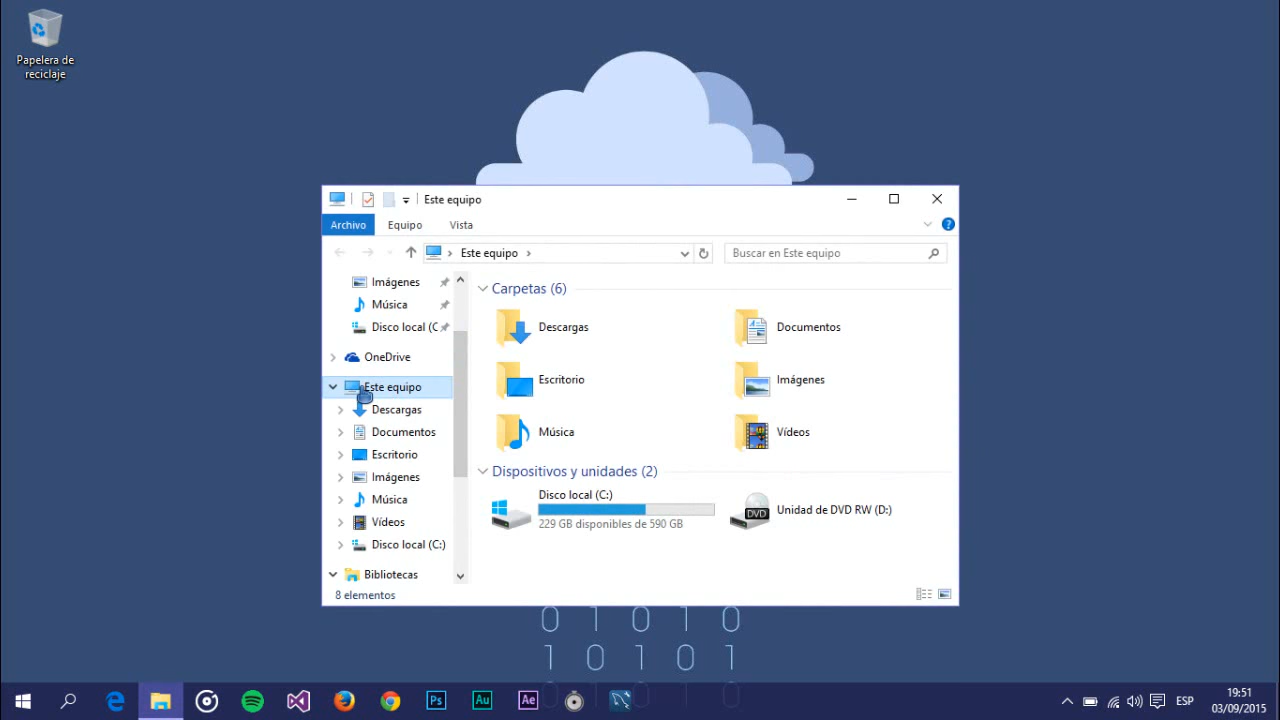 Papelera de
reciclaje
Este equipo
Archivo
Equipo
Vista
Este equipo
Buscar en Este equipo
Imágenes
Música
Disco local (C
OneDrive
Este equipo
Descargas
Documentos
Escritorio
Imágenes
Música
Vídeos
Disco local (C:)
Bibliotecas
Carpetas (6)
Descargas
Documentos
Escritorio
Imágenes
Música
Vídeos
Dispositivos y unidades (2)
Disco local (C:)
229 GB disponibles de 590 GB
DVD
Unidad de DVD RW (D:)
8 elementos
0 1 0 1 0
1 0 1 0 1
Ps
Au
Ae
ESP
19:51
03/09/2015